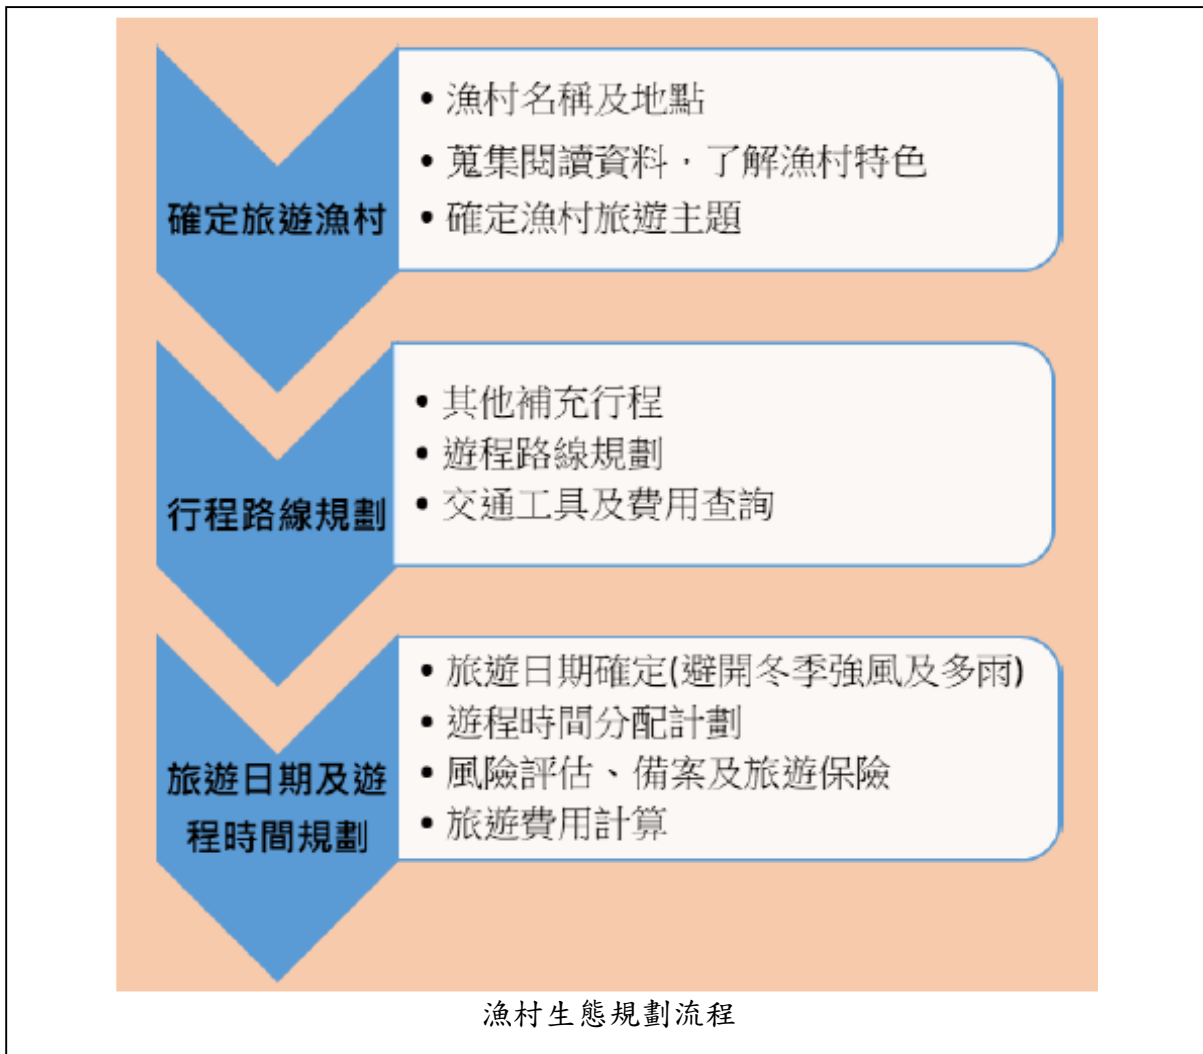 確定旅遊漁村
• 漁村名稱及地點
• 蒐集閱讀資料，了解漁村特色
• 確定漁村旅遊主題
行程路線規劃
• 其他補充行程
• 遊程路線規劃
• 交通工具及費用查詢
旅遊日期及遊
程時間規劃
• 旅遊日期確定(避開冬季強風及多雨)
• 遊程時間分配計劃
• 風險評估、備案及旅遊保險
• 旅遊費用計算
漁村生態規劃流程